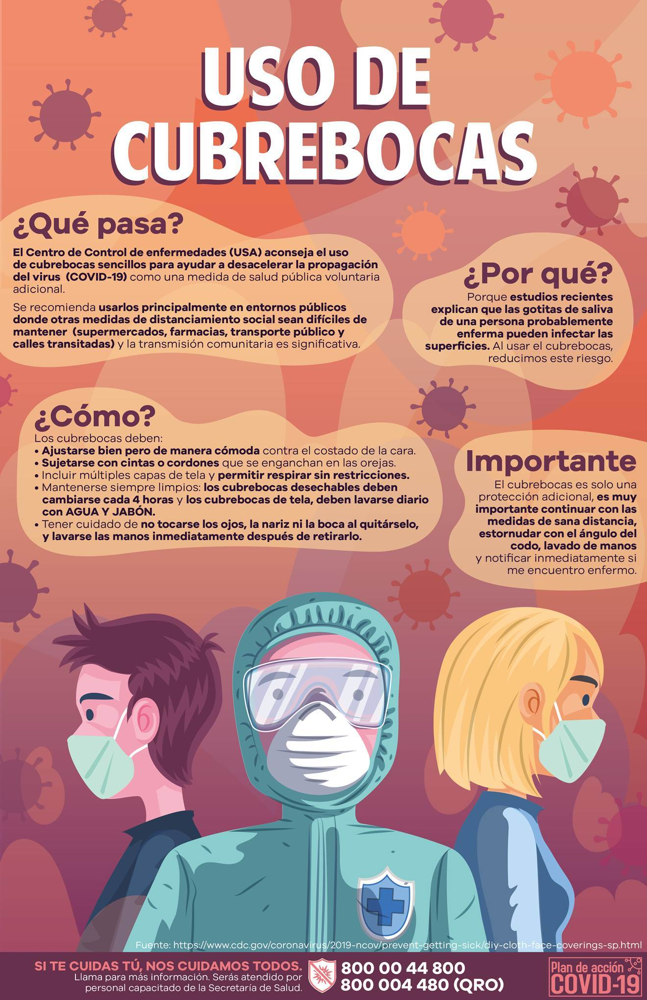 USO DE
CUBREBOCAS
¿Qué pasa?
El Centro de Control de enfermedades (USA) aconseja el uso
de cubrebocas sencillos para ayudar a desacelerar la propagación
del virus (COVID-19) como una medida de salud pública voluntaria
adicional.
Se recomienda usarlos principalmente en entornos públicos
donde otras medidas de distanciamiento social sean difíciles de
mantener (supermercados, farmacias, transporte público y
calles transitadas) y la transmisión comunitaria es significativa.
¿Por qué?
Porque estudios recientes
explican que las gotitas de saliva
de una persona probablemente
enferma pueden infectar las
superficies. Al usar el cubrebocas,
reducimos este riesgo.
¿Cómo?
Los cubrebocas deben:
• Ajustarse bien pero de manera cómoda contra el costado de la cara.
• Sujetarse con cintas o cordones que se enganchan en las orejas.
• Incluir múltiples capas de tela y permitir respirar sin restricciones.
• Mantenerse siempre limpios: los cubrebocas desechables deben
cambiarse cada 4 horas y los cubrebocas de tela, deben lavarse diario
con AGUA Y JABÓN.
• Tener cuidado de no tocarse los ojos, la nariz ni la boca al quitárselo,
y lavarse las manos inmediatamente después de retirarlo.
Importante
El cubrebocas es solo una
protección adicional, es muy
importante continuar con las
medidas de sana distancia,
estornudar con el ángulo del
codo, lavado de manos
y notificar inmediatamente si
me encuentro enfermo.
Fuente: https://www.cdc.gov/coronavirus/2019-ncov/prevent-getting-sick/diy-cloth-face-coverings-sp.html
SI TE CUIDAS TÚ, NOS CUIDAMOS TODOS.
Llama para más información. Serás atendido por
personal capacitado de la Secretaría de Salud.
800 00 44 800
800 004 480 (QRO)
Plan de acción
COVID-19